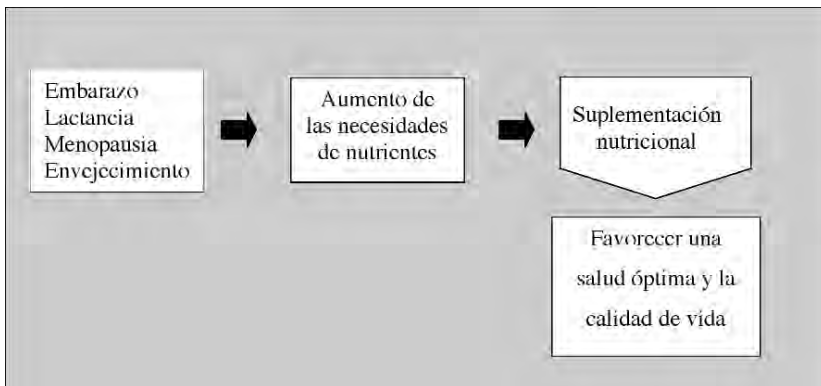 Embarazo
Lactancia
Menopausia
Envejecimiento
Aumento de
las necesidades
de nutrientes
Suplementación
nutricional
Favorecer una
salud óptima y la
calidad de vida